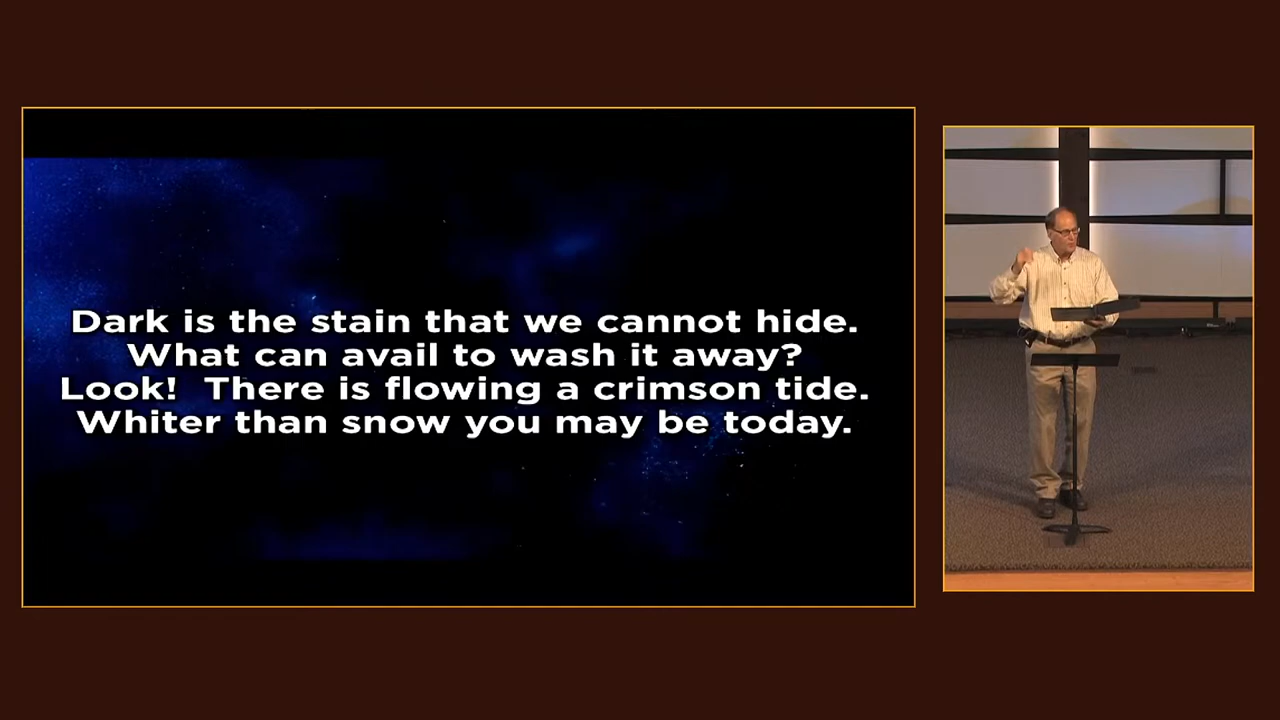 Dark is the stain that we cannot hide.
What can avail to wash it away?
Look!  There is flowing a crimson tide.
Whiter than snow you may be today.